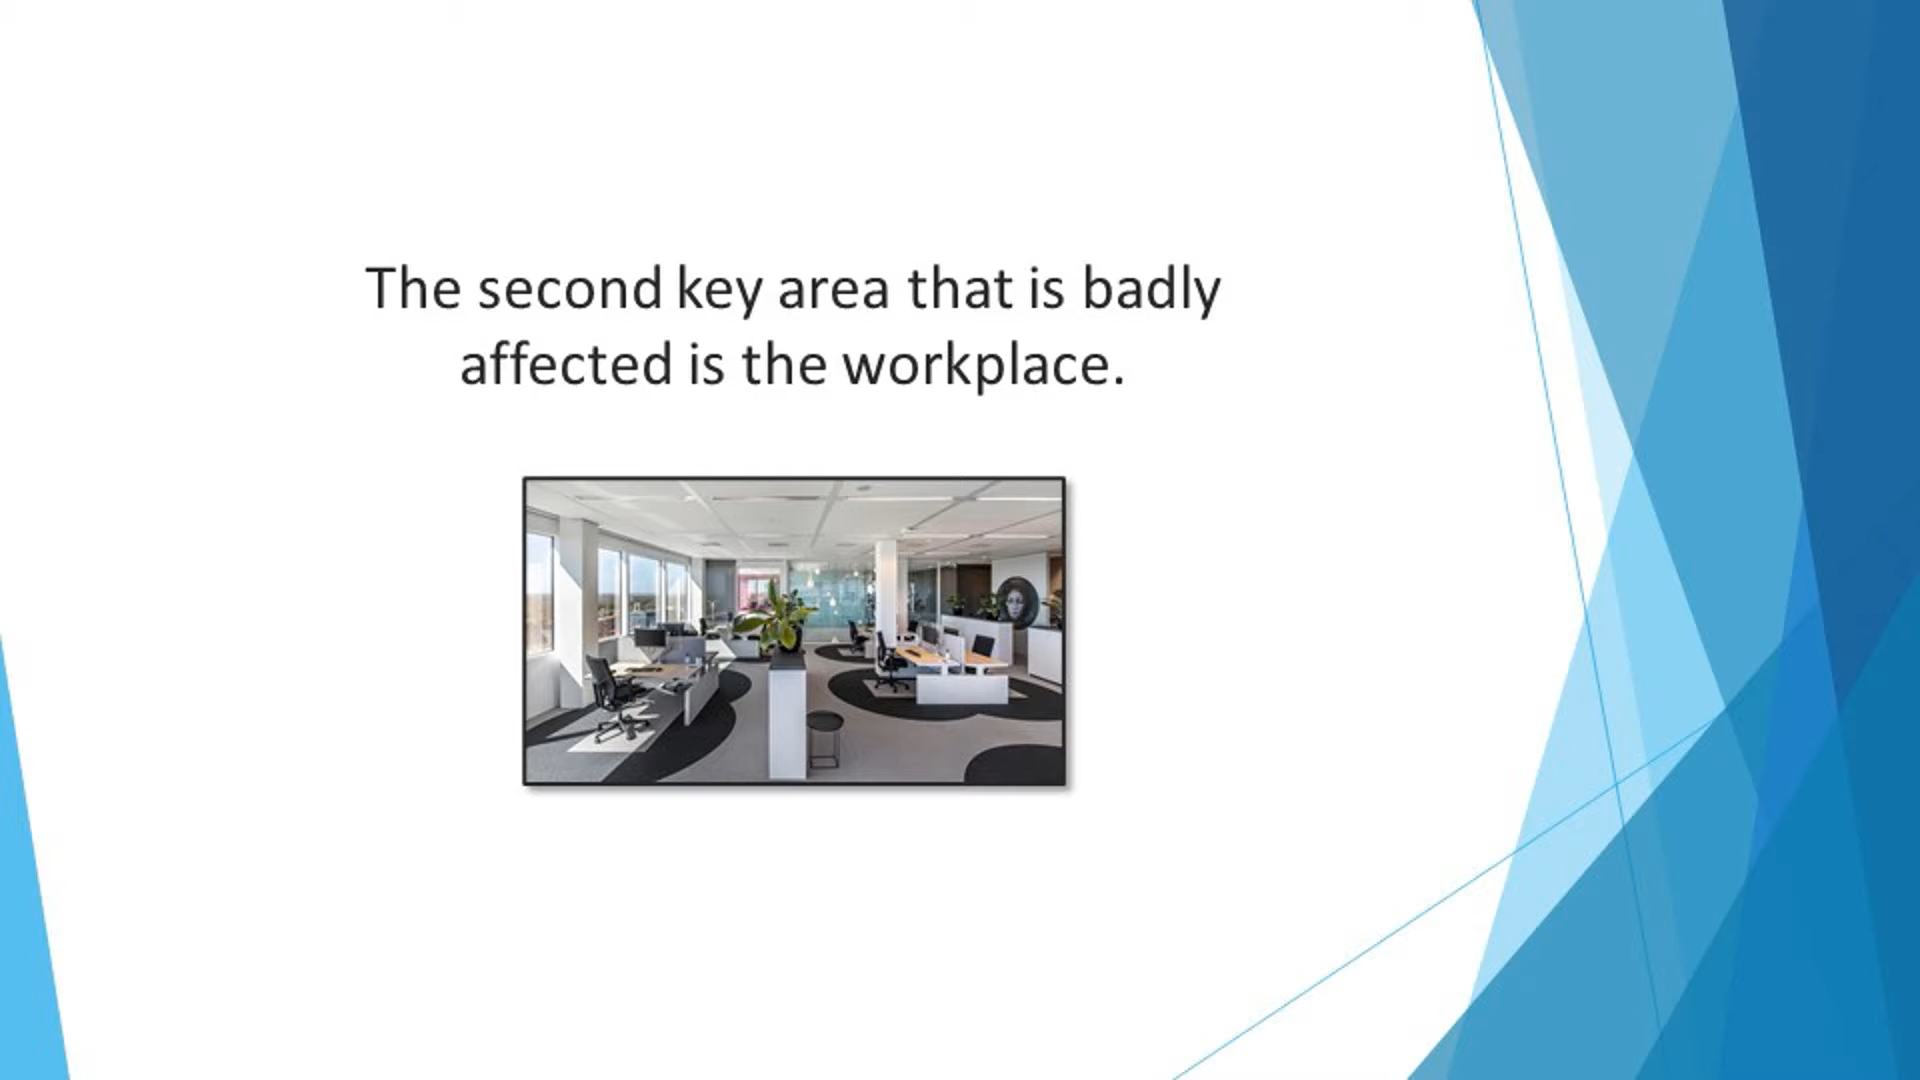 The second key area that is badly
affected is the workplace.